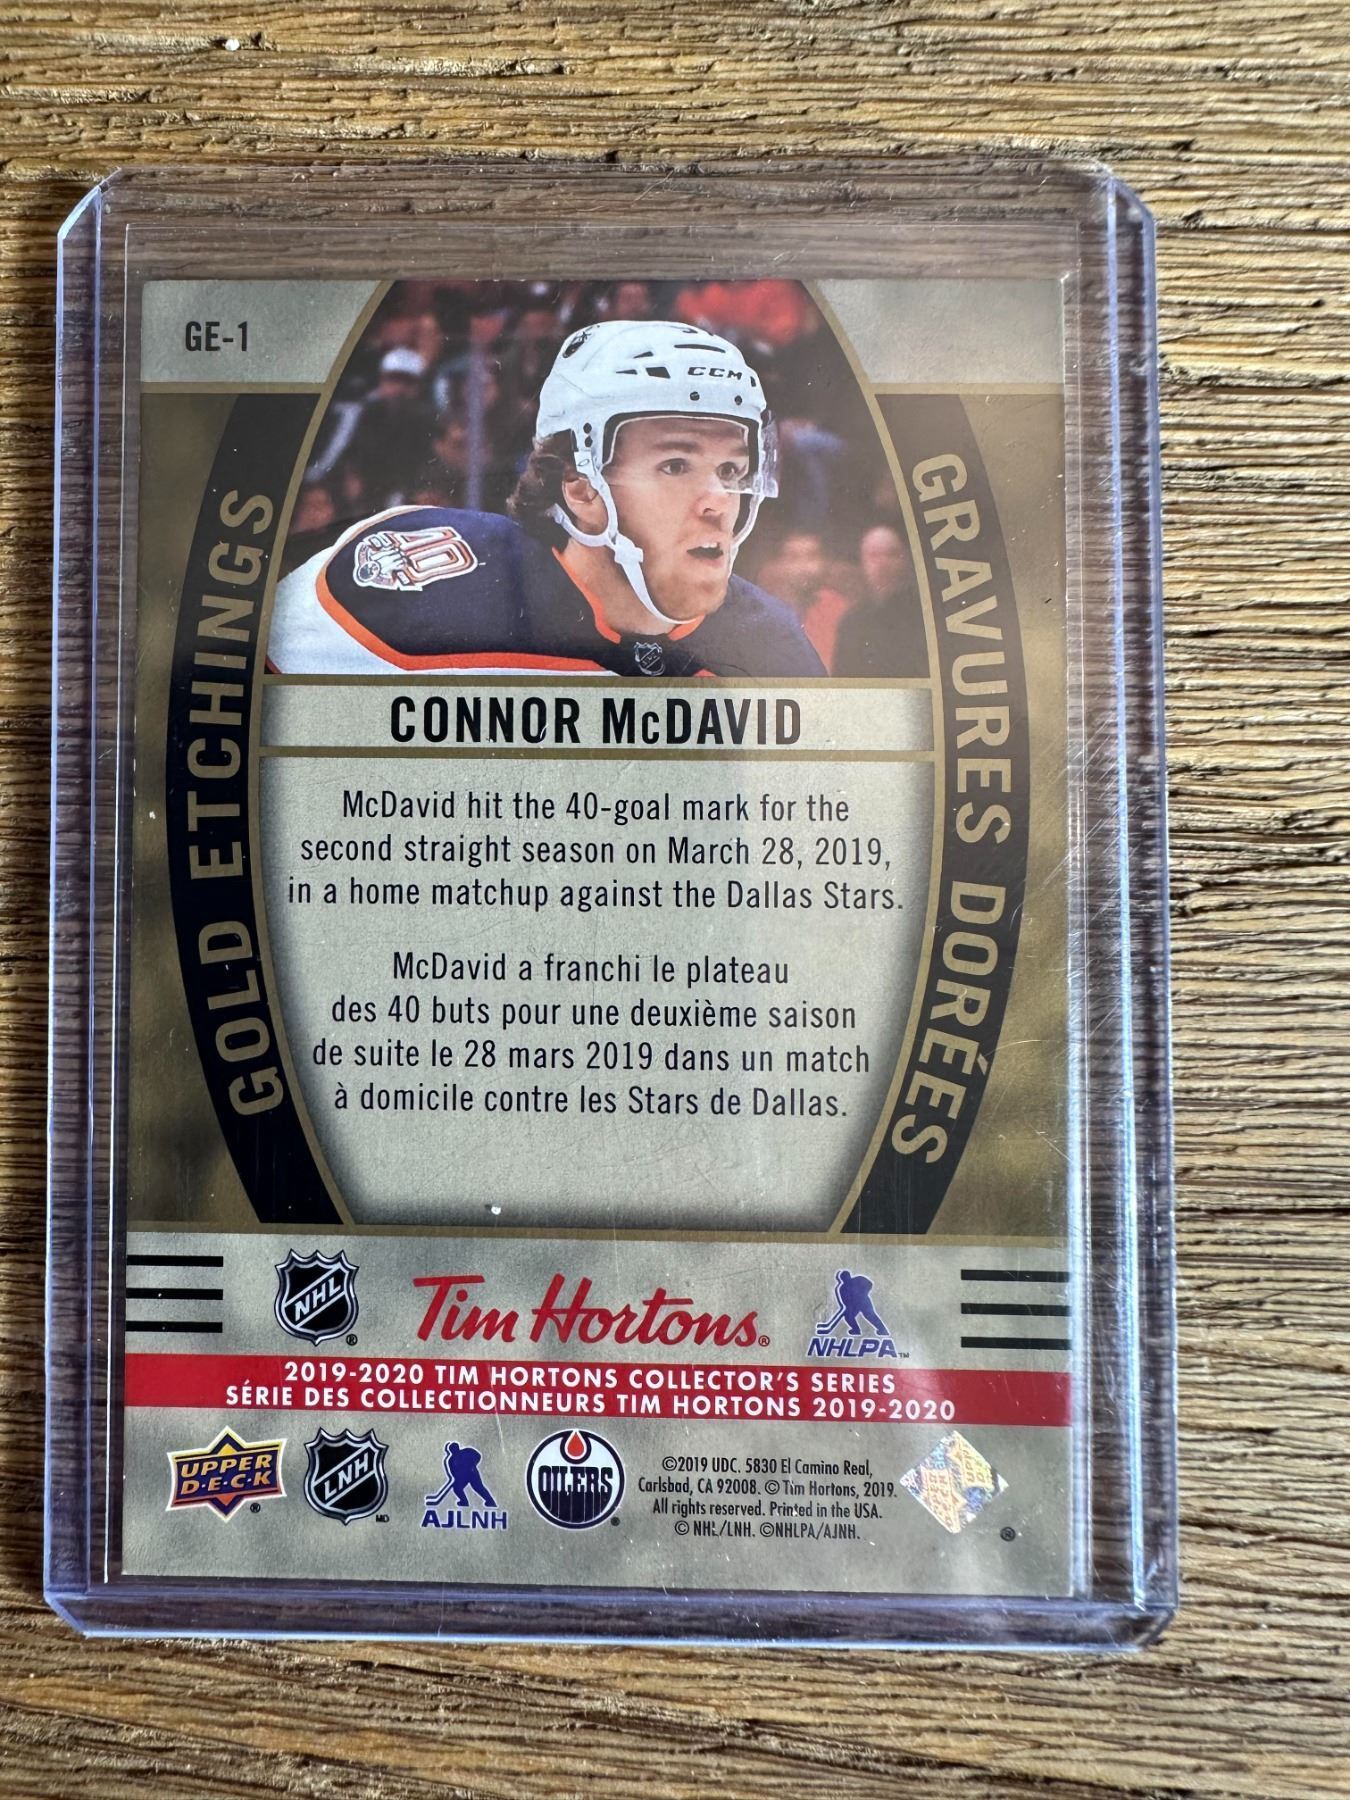 GE-1
CCM
40
GOLD ETCHINGS
GRAVURES DORÉES
CONNOR McDAVID
McDavid hit the 40-goal mark for the
second straight season on March 28, 2019,
in a home matchup against the Dallas Stars.
McDavid a franchi le plateau
des 40 buts pour une deuxième saison
de suite le 28 mars 2019 dans un match
à domicile contre les Stars de Dallas.
NHL ®
Tim Hortons®
NHLPA™
2019-2020 TIM HORTONS COLLECTOR'S SERIES
SÉRIE DES COLLECTIONNEURS TIM HORTONS 2019-2020
UPPER DECK ®
LNH MD
AJLNH
OILERS ®
©2019 UDC. 5830 El Camino Real,
Carlsbad, CA 92008. © Tim Hortons, 2019.
All rights reserved. Printed in the USA.
© NHL/LNH. ©NHLPA/AJNH.
®